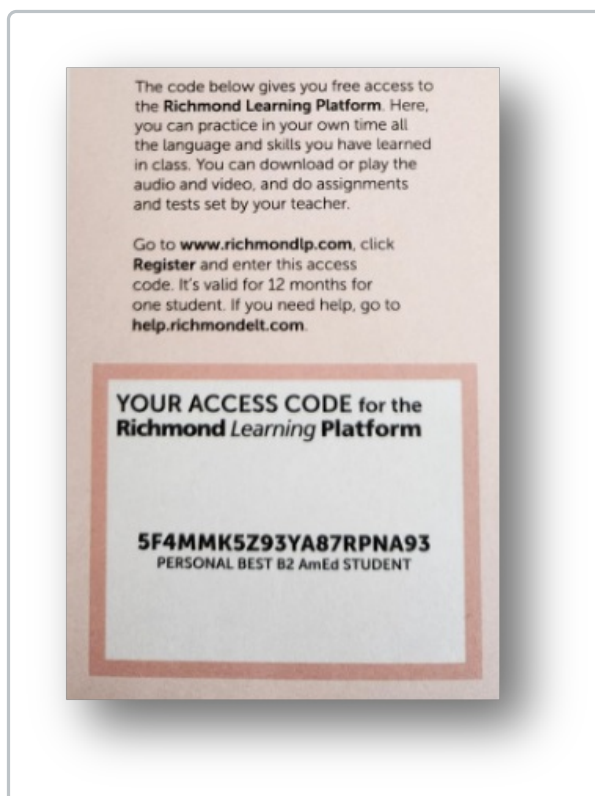 The code below gives you free access to
the Richmond Learning Platform. Here,
you can practice in your own time all
the language and skills you have learned
in class. You can download or play the
audio and video, and do assignments
and tests set by your teacher.
Go to www.richmondlp.com, click
Register and enter this access
code. It's valid for 12 months for
one student. If you need help, go to
help.richmondelt.com.
YOUR ACCESS CODE for the
Richmond Learning Platform
5F4MMK5Z93YA87RPNA93
PERSONAL BEST B2 AmEd STUDENT